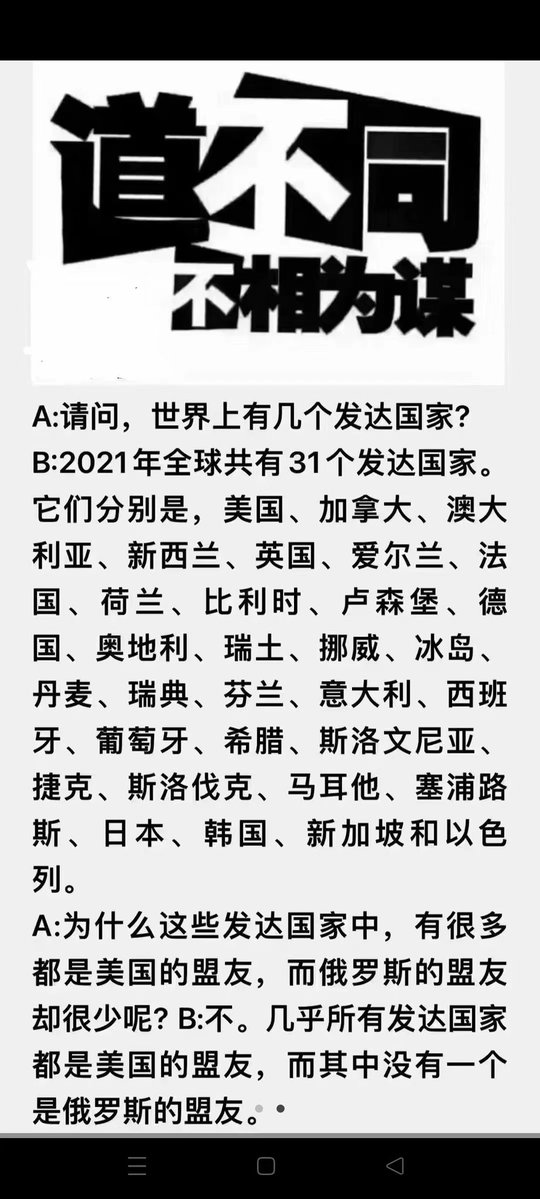 道不同
不相为谋
A:请问，世界上有几个发达国家?
B:2021年全球共有31个发达国家。
它们分别是，美国、加拿大、澳大
利亚、新西兰、英国、爱尔兰、法
国、荷兰、比利时、卢森堡、德
国、奥地利、瑞士、挪威、冰岛、
丹麦、瑞典、芬兰、意大利、西班
牙、葡萄牙、希腊、斯洛文尼亚、
捷克、斯洛伐克、马耳他、塞浦路
斯、日本、韩国、新加坡和以色
列。
A:为什么这些发达国家中，有很多
都是美国的盟友，而俄罗斯的盟友
却很少呢? B:不。几乎所有发达国家
都是美国的盟友，而其中没有一个
是俄罗斯的盟友。